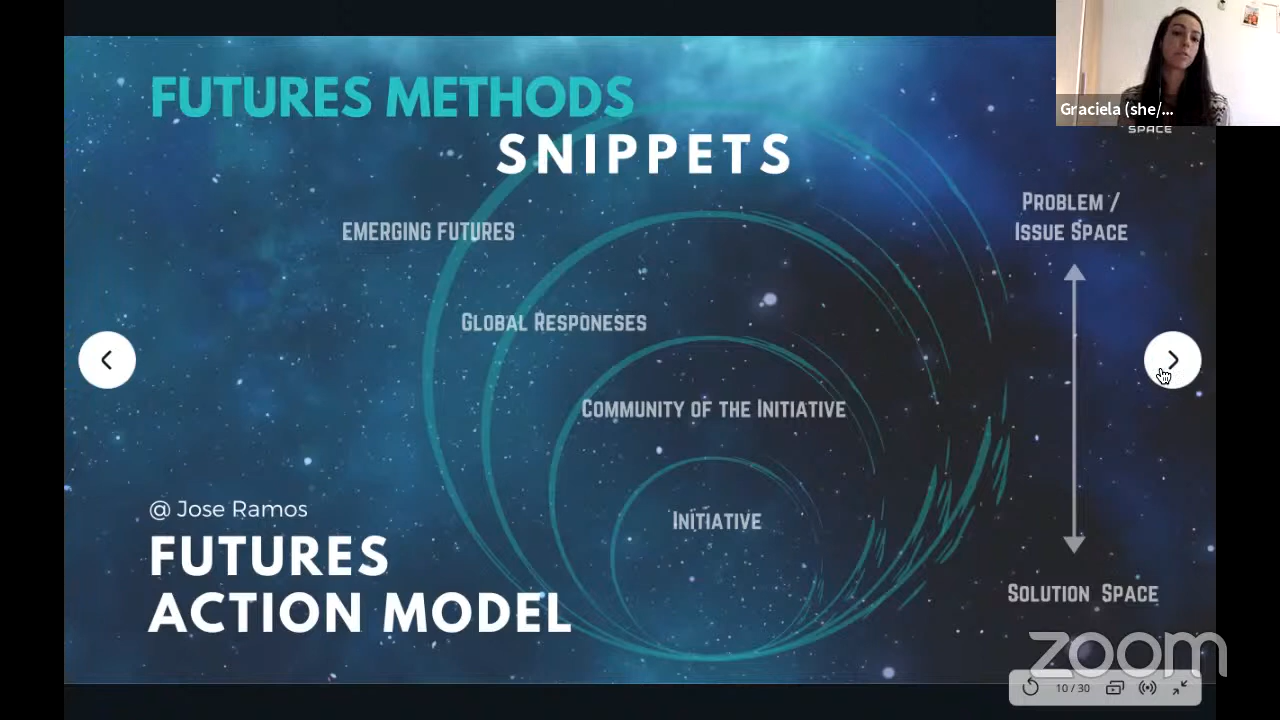 FUTURES METHODS
SNIPPETS
Graciela (she/...
SPACE
EMERGING FUTURES
PROBLEM /
ISSUE SPACE
GLOBAL RESPONESES
COMMUNITY OF THE INITIATIVE
INITIATIVE
@ Jose Ramos
FUTURES
ACTION MODEL
SOLUTION SPACE
zoom
10 / 30